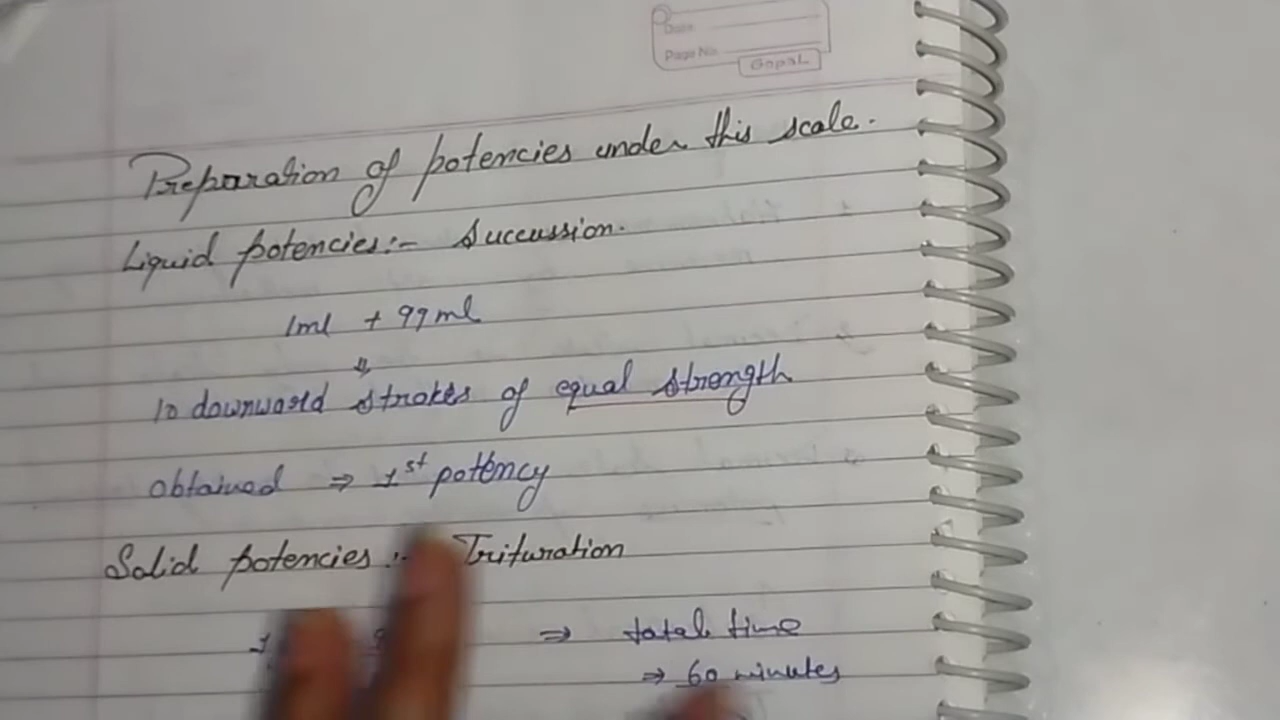 Date
Page No.
Gopal
Preparation of potencies under this scale.
Liquid potencies:- Succussion.
1ml + 99ml
⇓
10 downward strokes of equal strength
obtained ⇒ 1st potency
Solid potencies :- Trituration
⇒ total time
⇒ 60 minutes